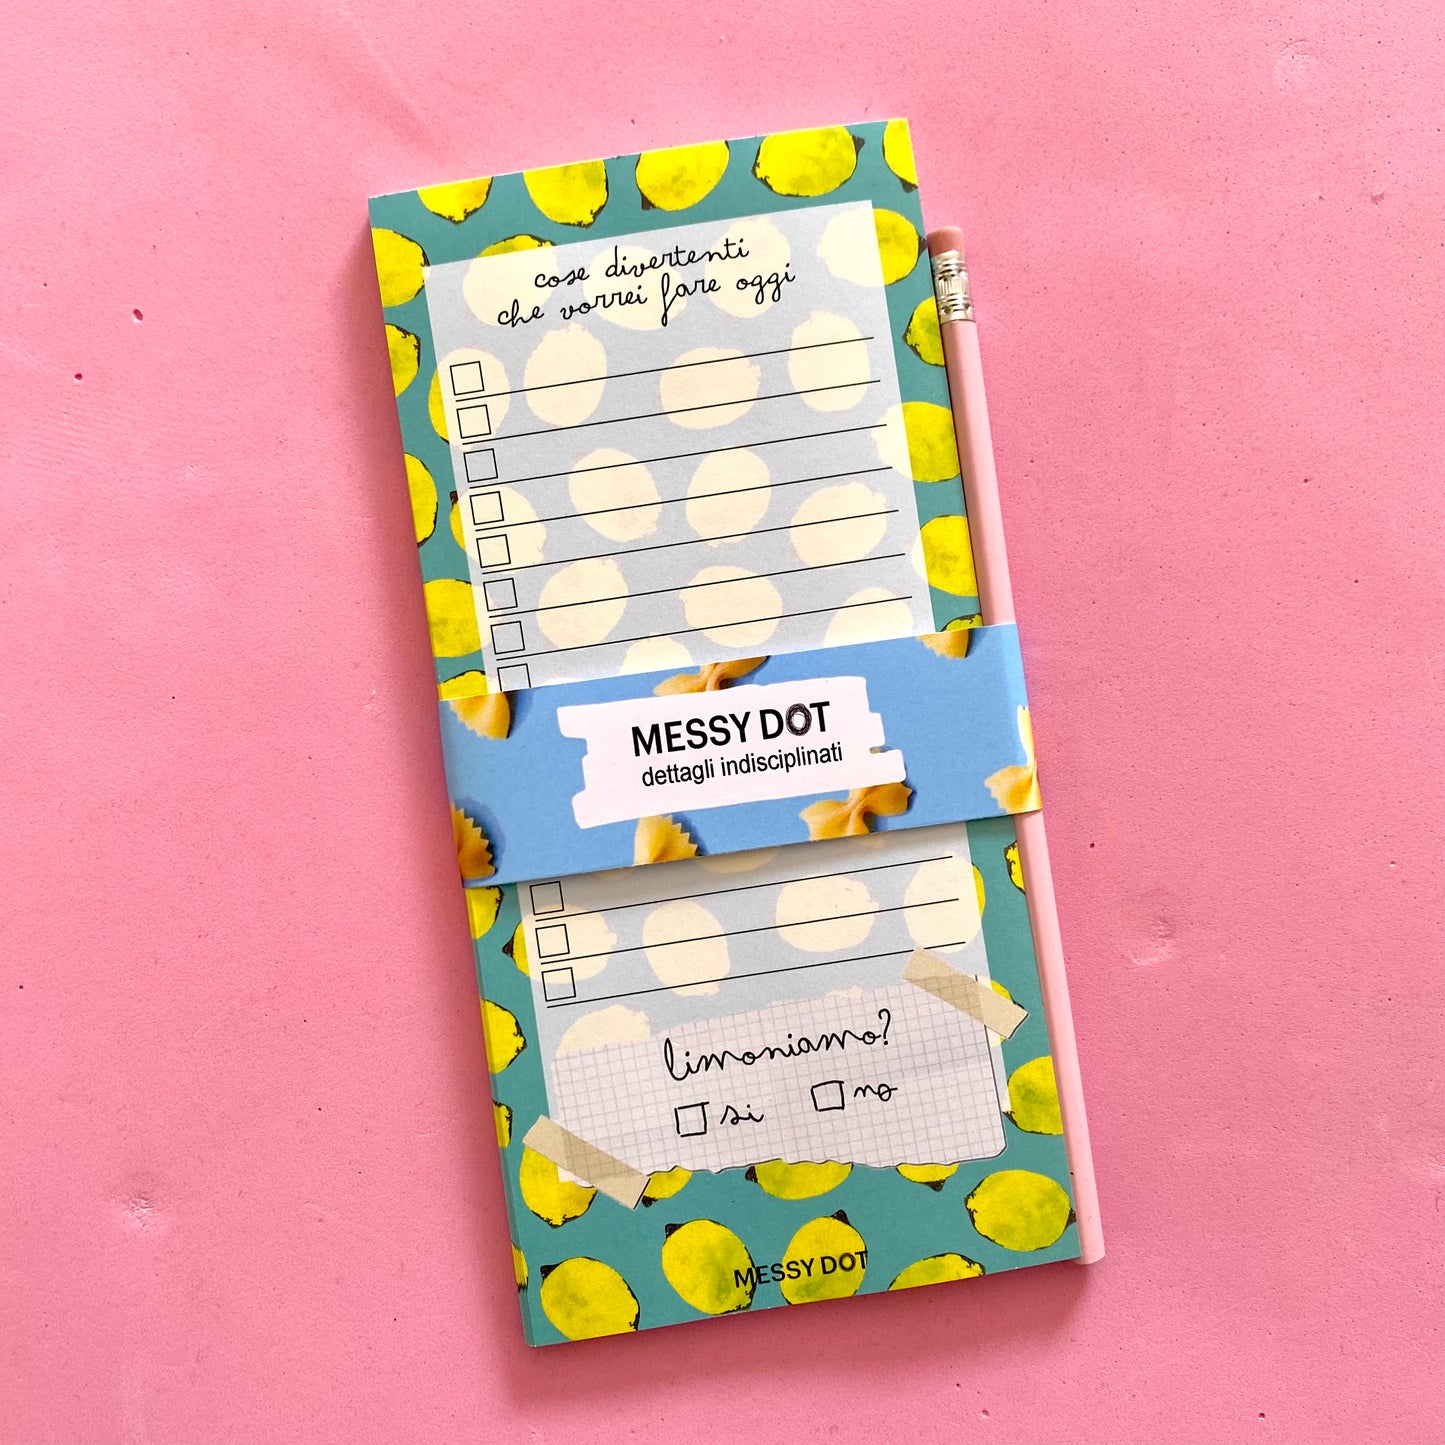 cose divertenti
che vorrei fare oggi
MESSY DOT
dettagli indisciplinati
limoniamo?
si no
MESSY DOT